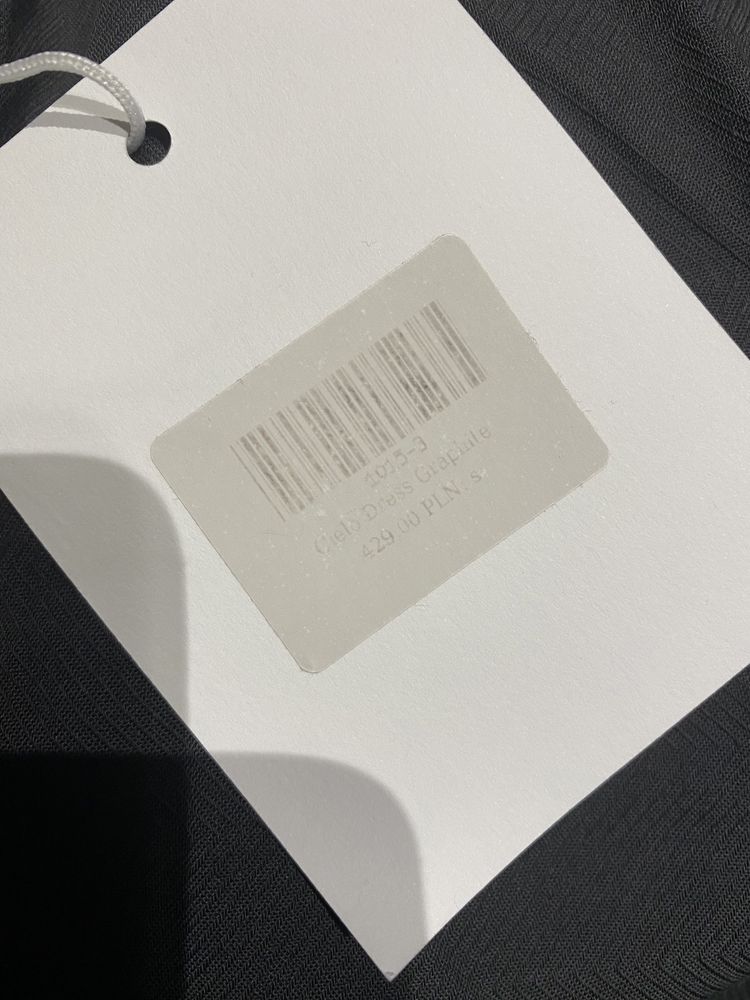 1015-3
Cielo Dress Graphite
429.00 PLN, s